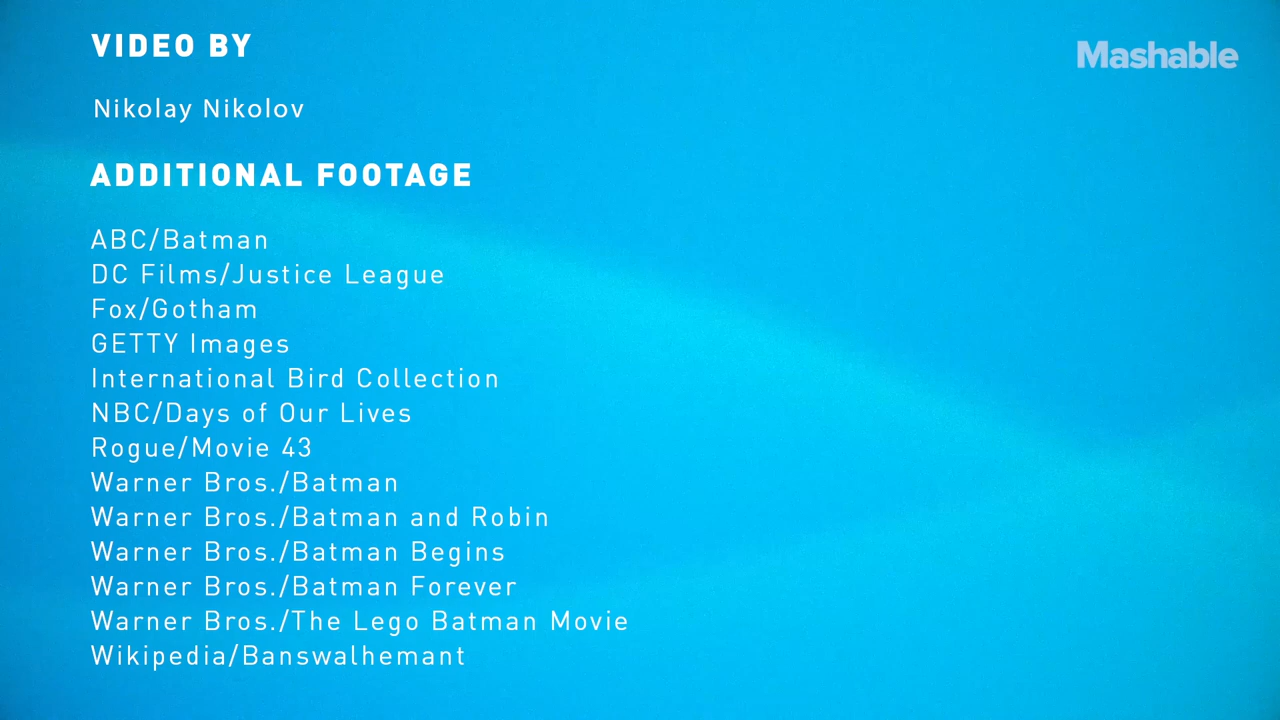 VIDEO BY
Mashable
Nikolay Nikolov
ADDITIONAL FOOTAGE
ABC/Batman
DC Films/Justice League
Fox/Gotham
GETTY Images
International Bird Collection
NBC/Days of Our Lives
Rogue/Movie 43
Warner Bros./Batman
Warner Bros./Batman and Robin
Warner Bros./Batman Begins
Warner Bros./Batman Forever
Warner Bros./The Lego Batman Movie
Wikipedia/Banswalhemant